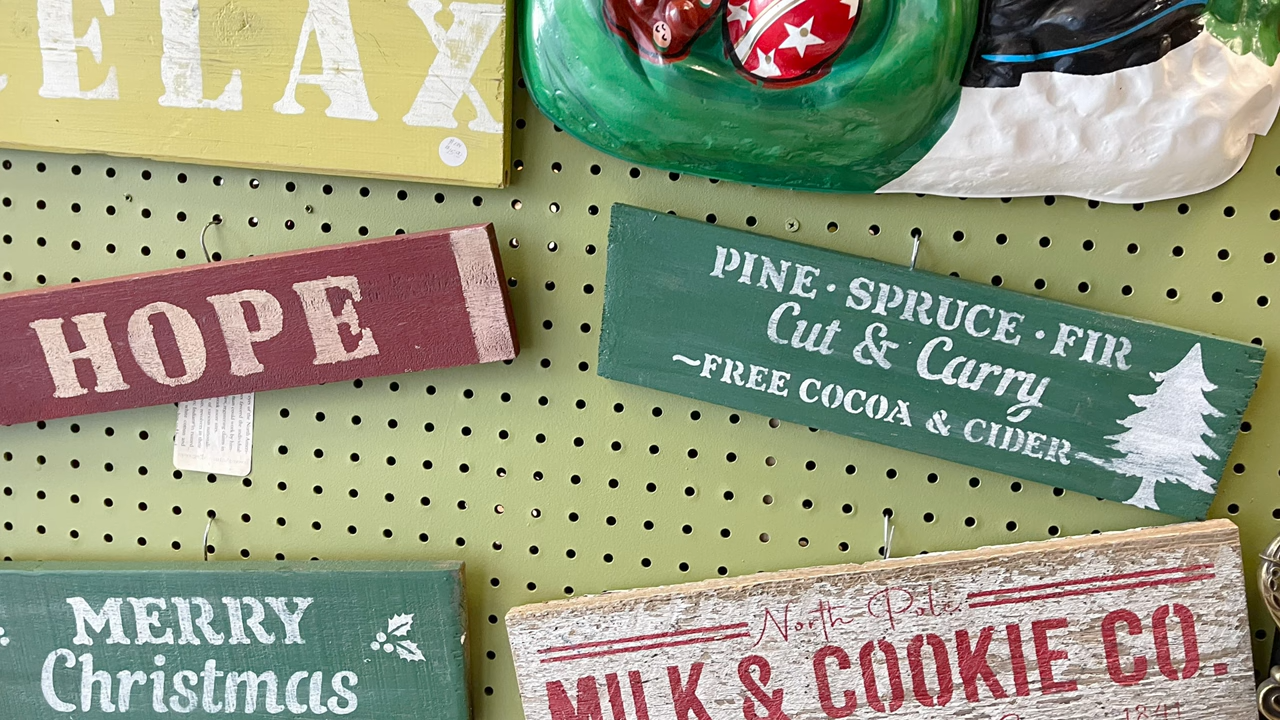 ELAX
HOPE
PINE · SPRUCE · FIR
Cut & Carry
~FREE COCOA & CIDER~
MERRY
Christmas
North Pole
MILK & COOKIE CO.